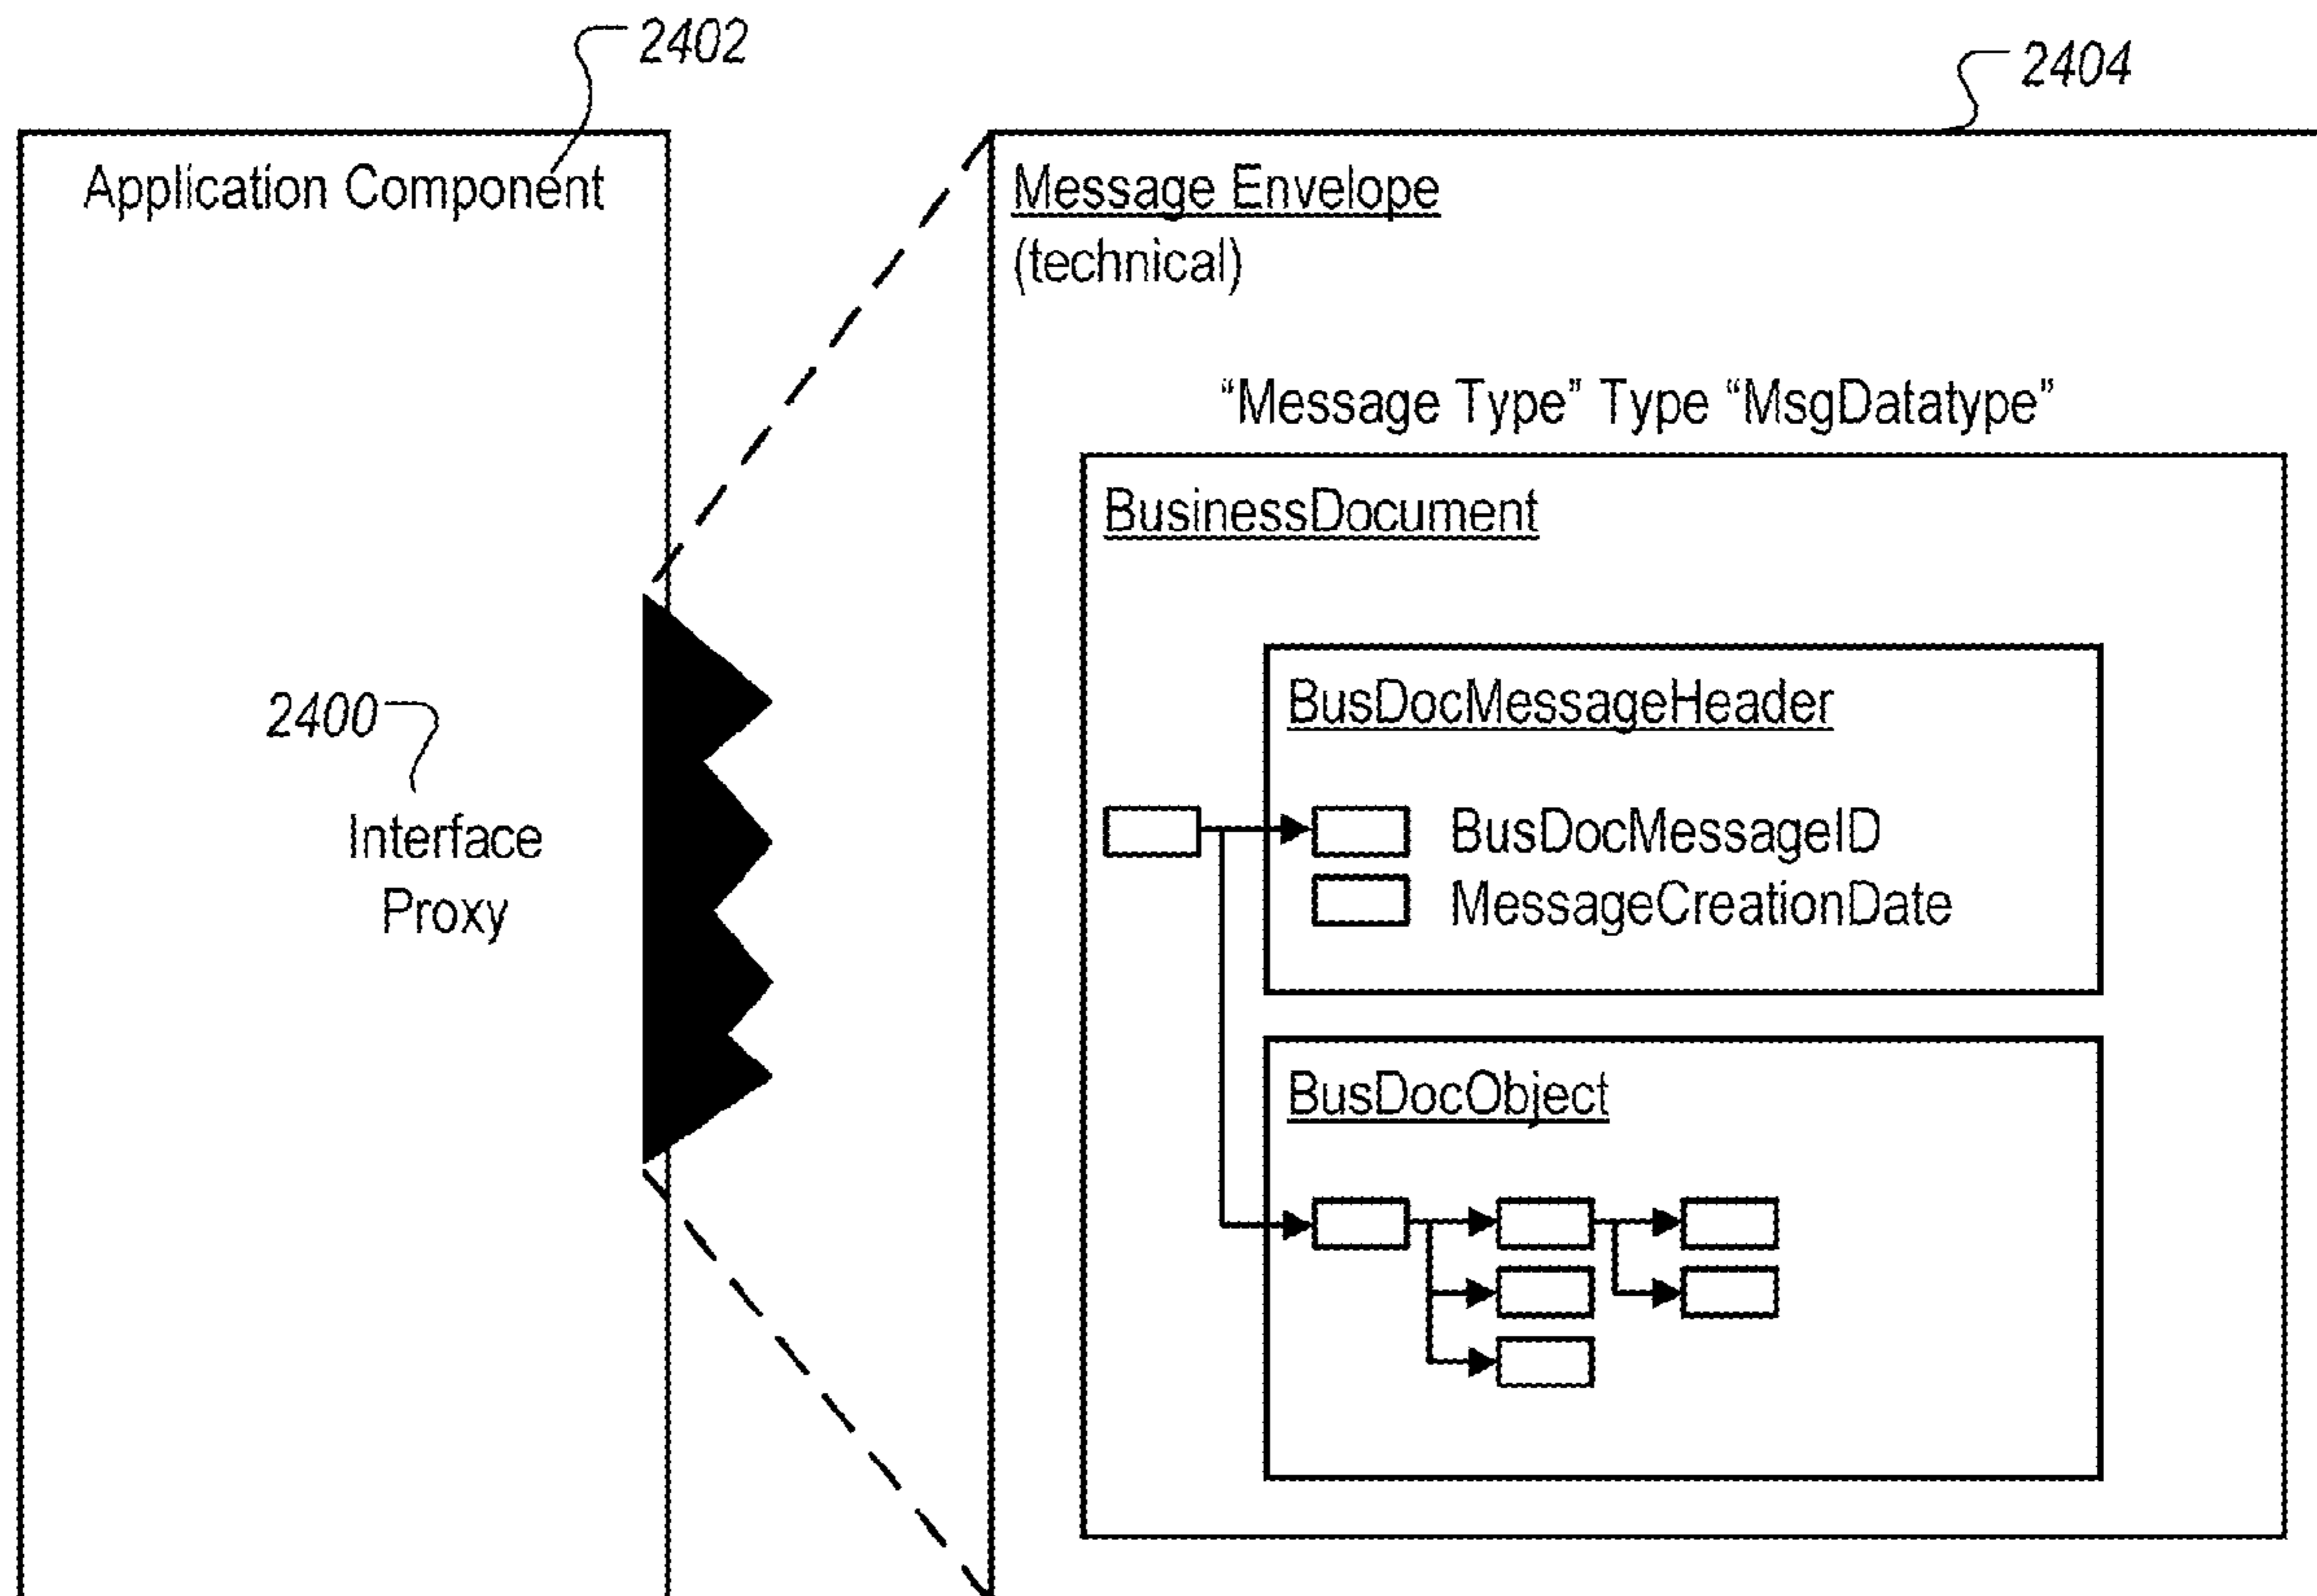 2402
2404
Application Component
Message Envelope
(technical)
“Message Type” Type “MsgDatatype”
BusinessDocument
BusDocMessageHeader
2400
Interface
Proxy
BusDocMessageID
MessageCreationDate
BusDocObject